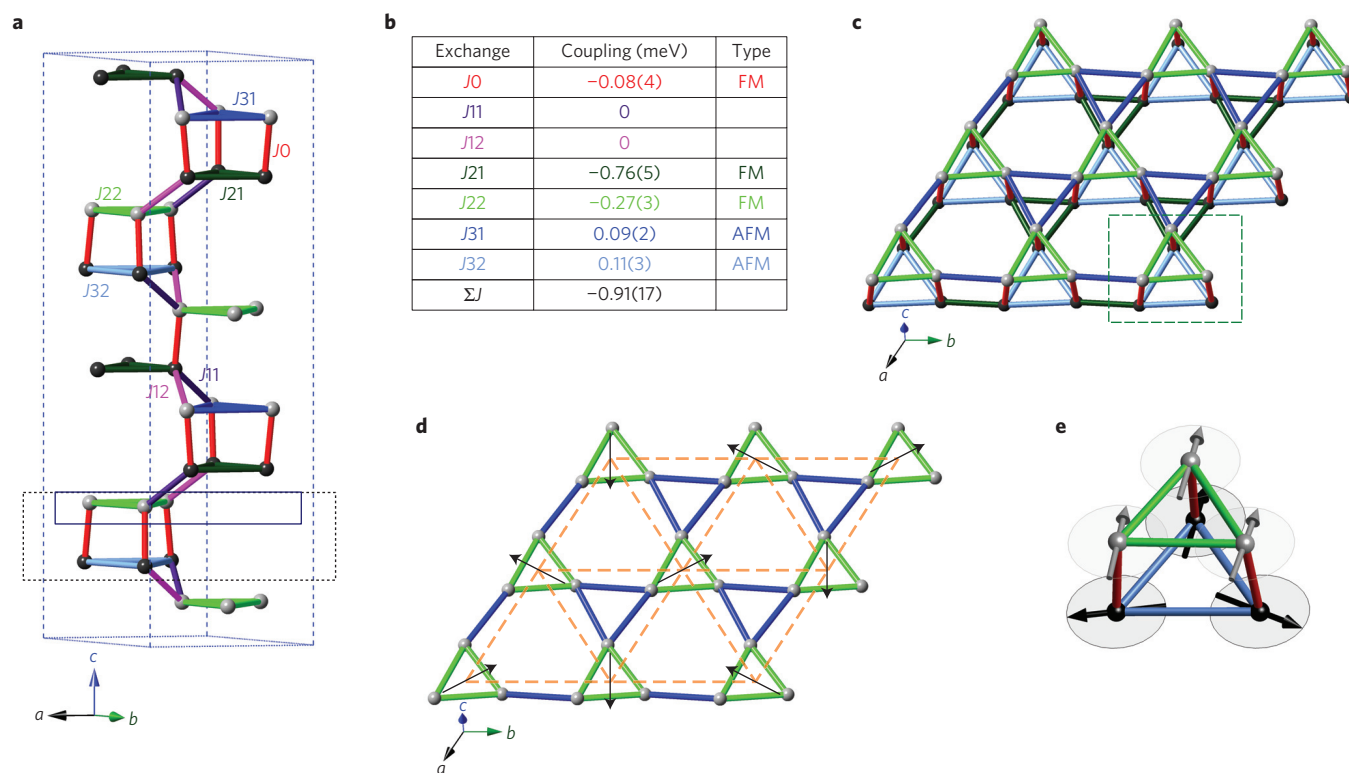 a
J31
J0
J21
J22
J32
J11
J12
c
a
b
b
Exchange Coupling (meV) Type
J0 −0.08(4) FM
J11 0
J12 0
J21 −0.76(5) FM
J22 −0.27(3) FM
J31 0.09(2) AFM
J32 0.11(3) AFM
ΣJ −0.91(17)
c
c
b
a
d
c
b
a
e